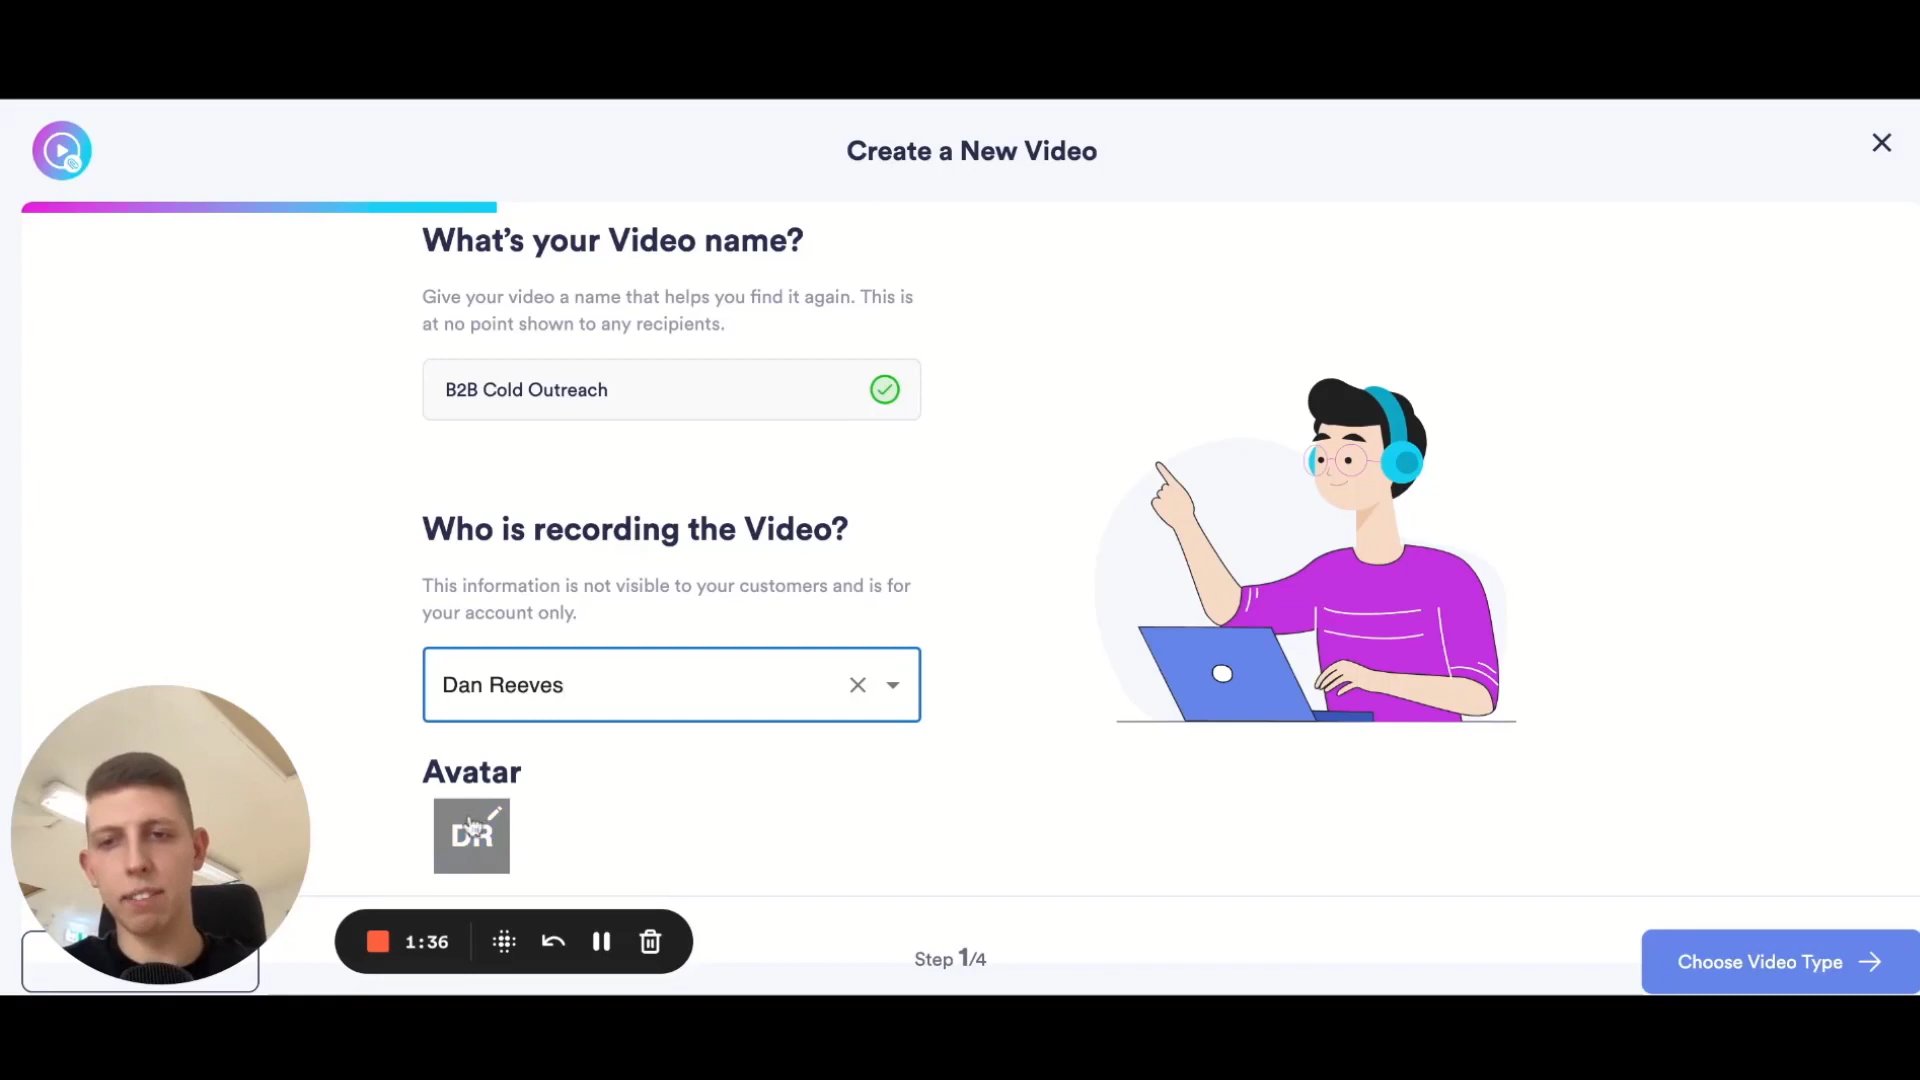 Create a New Video
What's your Video name?
Give your video a name that helps you find it again. This is
at no point shown to any recipients.
B2B Cold Outreach
Who is recording the Video?
This information is not visible to your customers and is for
your account only.
Dan Reeves
Avatar
DR
1:36
Step 1/4
Choose Video Type